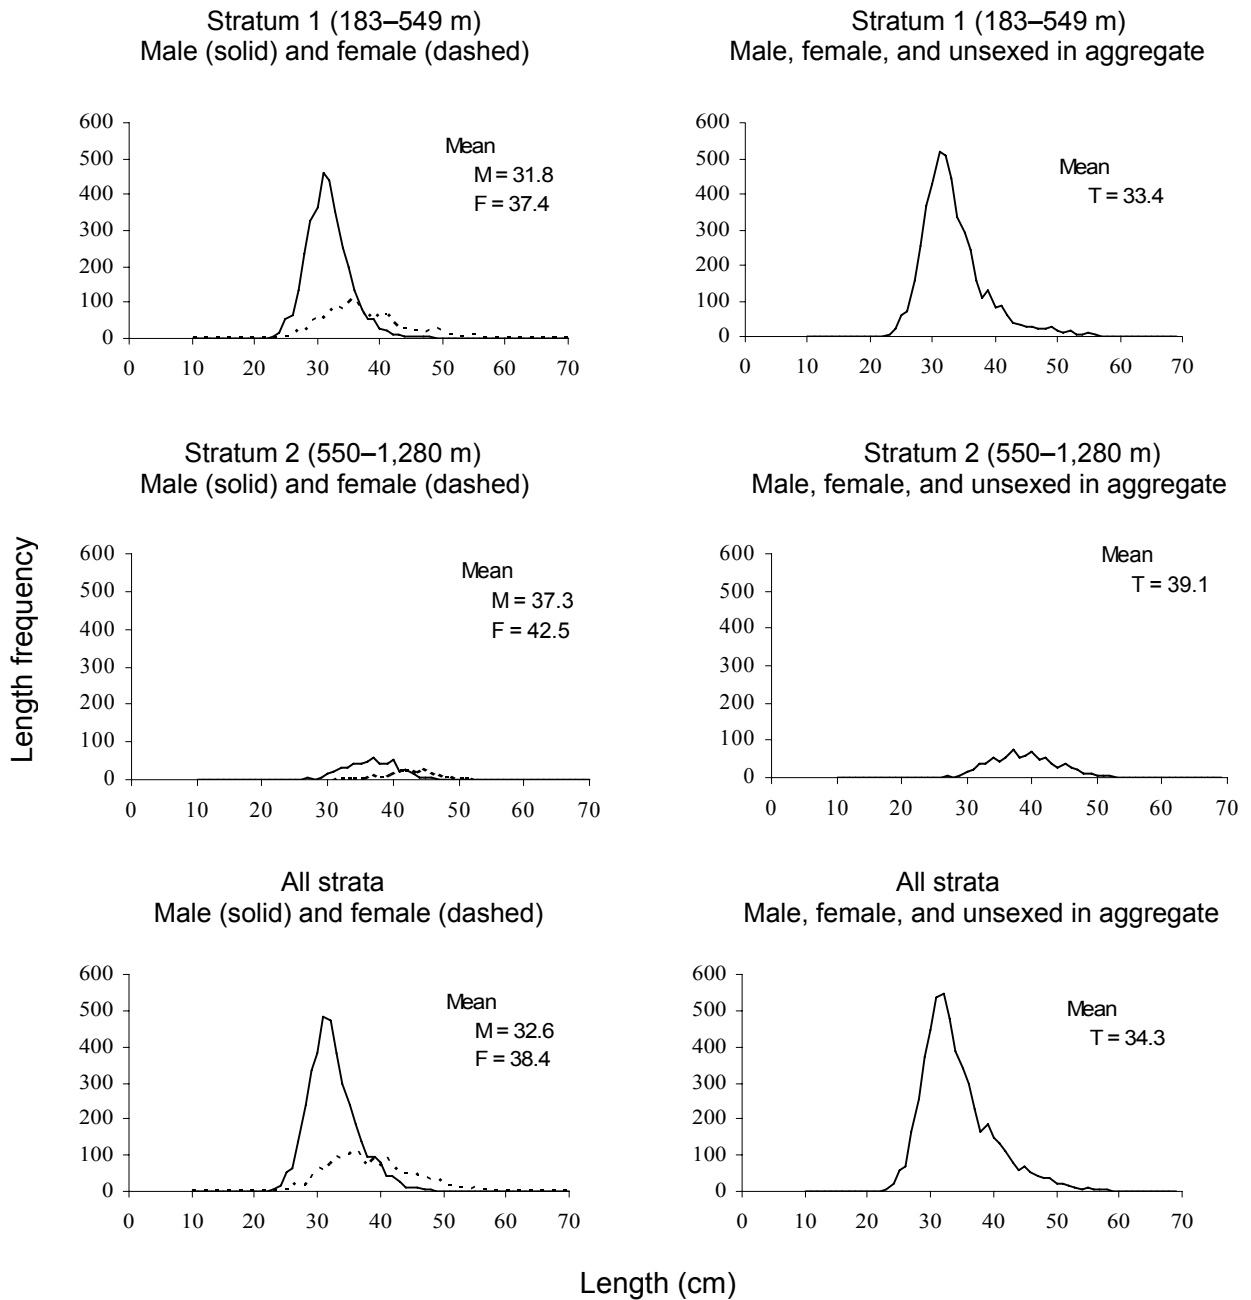 Stratum 1 (183–549 m)
Male (solid) and female (dashed)
600
500
400
300
200
100
0
Mean
M = 31.8
F = 37.4
0 10 20 30 40 50 60 70
Stratum 1 (183–549 m)
Male, female, and unsexed in aggregate
600
500
400
300
200
100
0
Mean
T = 33.4
0 10 20 30 40 50 60 70
Stratum 2 (550–1,280 m)
Male (solid) and female (dashed)
Length frequency
600
500
400
300
200
100
0
Mean
M = 37.3
F = 42.5
0 10 20 30 40 50 60 70
Stratum 2 (550–1,280 m)
Male, female, and unsexed in aggregate
600
500
400
300
200
100
0
Mean
T = 39.1
0 10 20 30 40 50 60 70
All strata
Male (solid) and female (dashed)
600
500
400
300
200
100
0
Mean
M = 32.6
F = 38.4
0 10 20 30 40 50 60 70
All strata
Male, female, and unsexed in aggregate
600
500
400
300
200
100
0
Mean
T = 34.3
0 10 20 30 40 50 60 70
Length (cm)